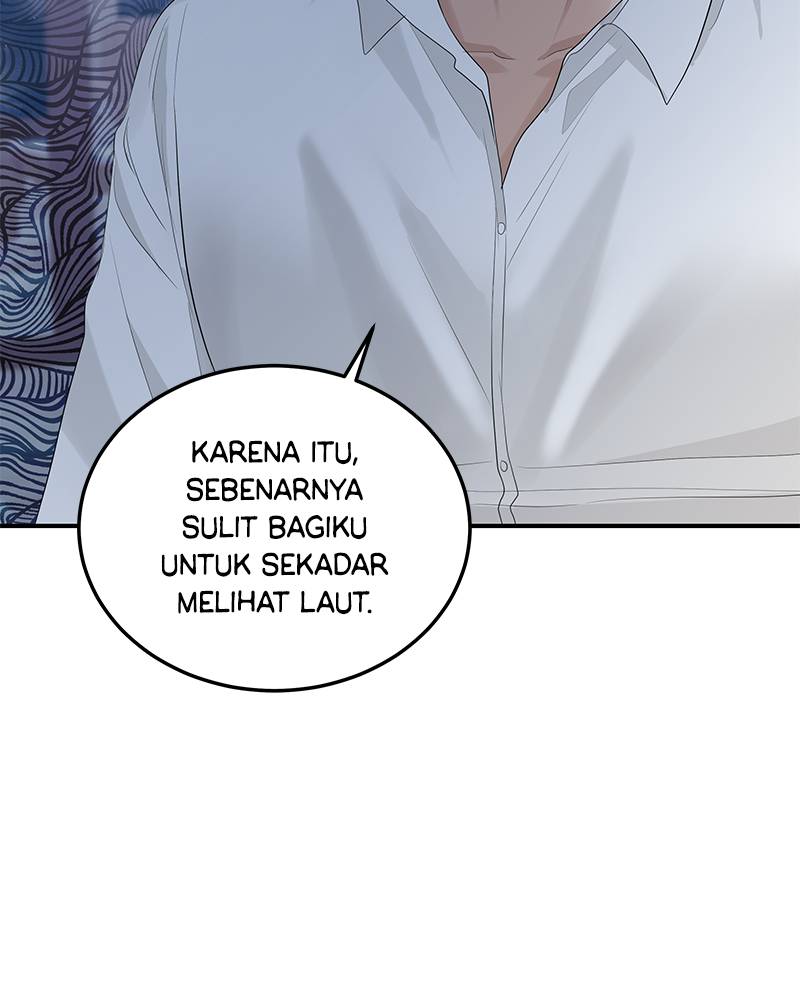 KARENA ITU,
SEBENARNYA
SULIT BAGIKU
UNTUK SEKADAR
MELIHAT LAUT.